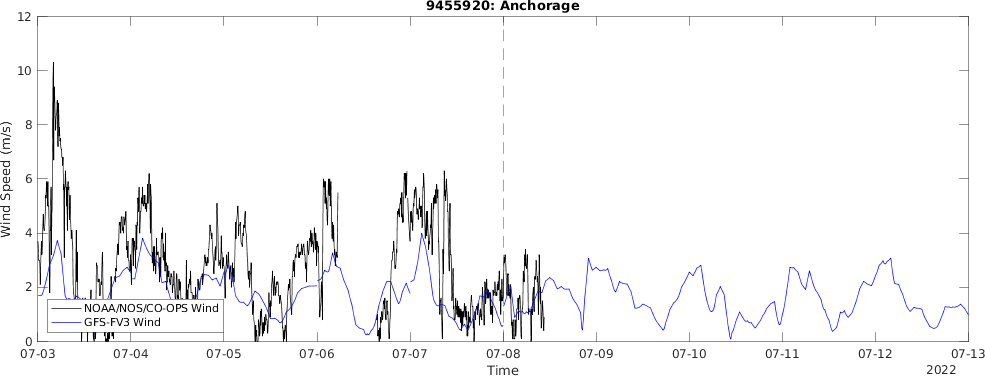 9455920: Anchorage
12
10
8
6
4
2
0
Wind Speed (m/s)
NOAA/NOS/CO-OPS Wind
GFS-FV3 Wind
07-03 07-04 07-05 07-06 07-07 07-08 07-09 07-10 07-11 07-12 07-13
Time
2022